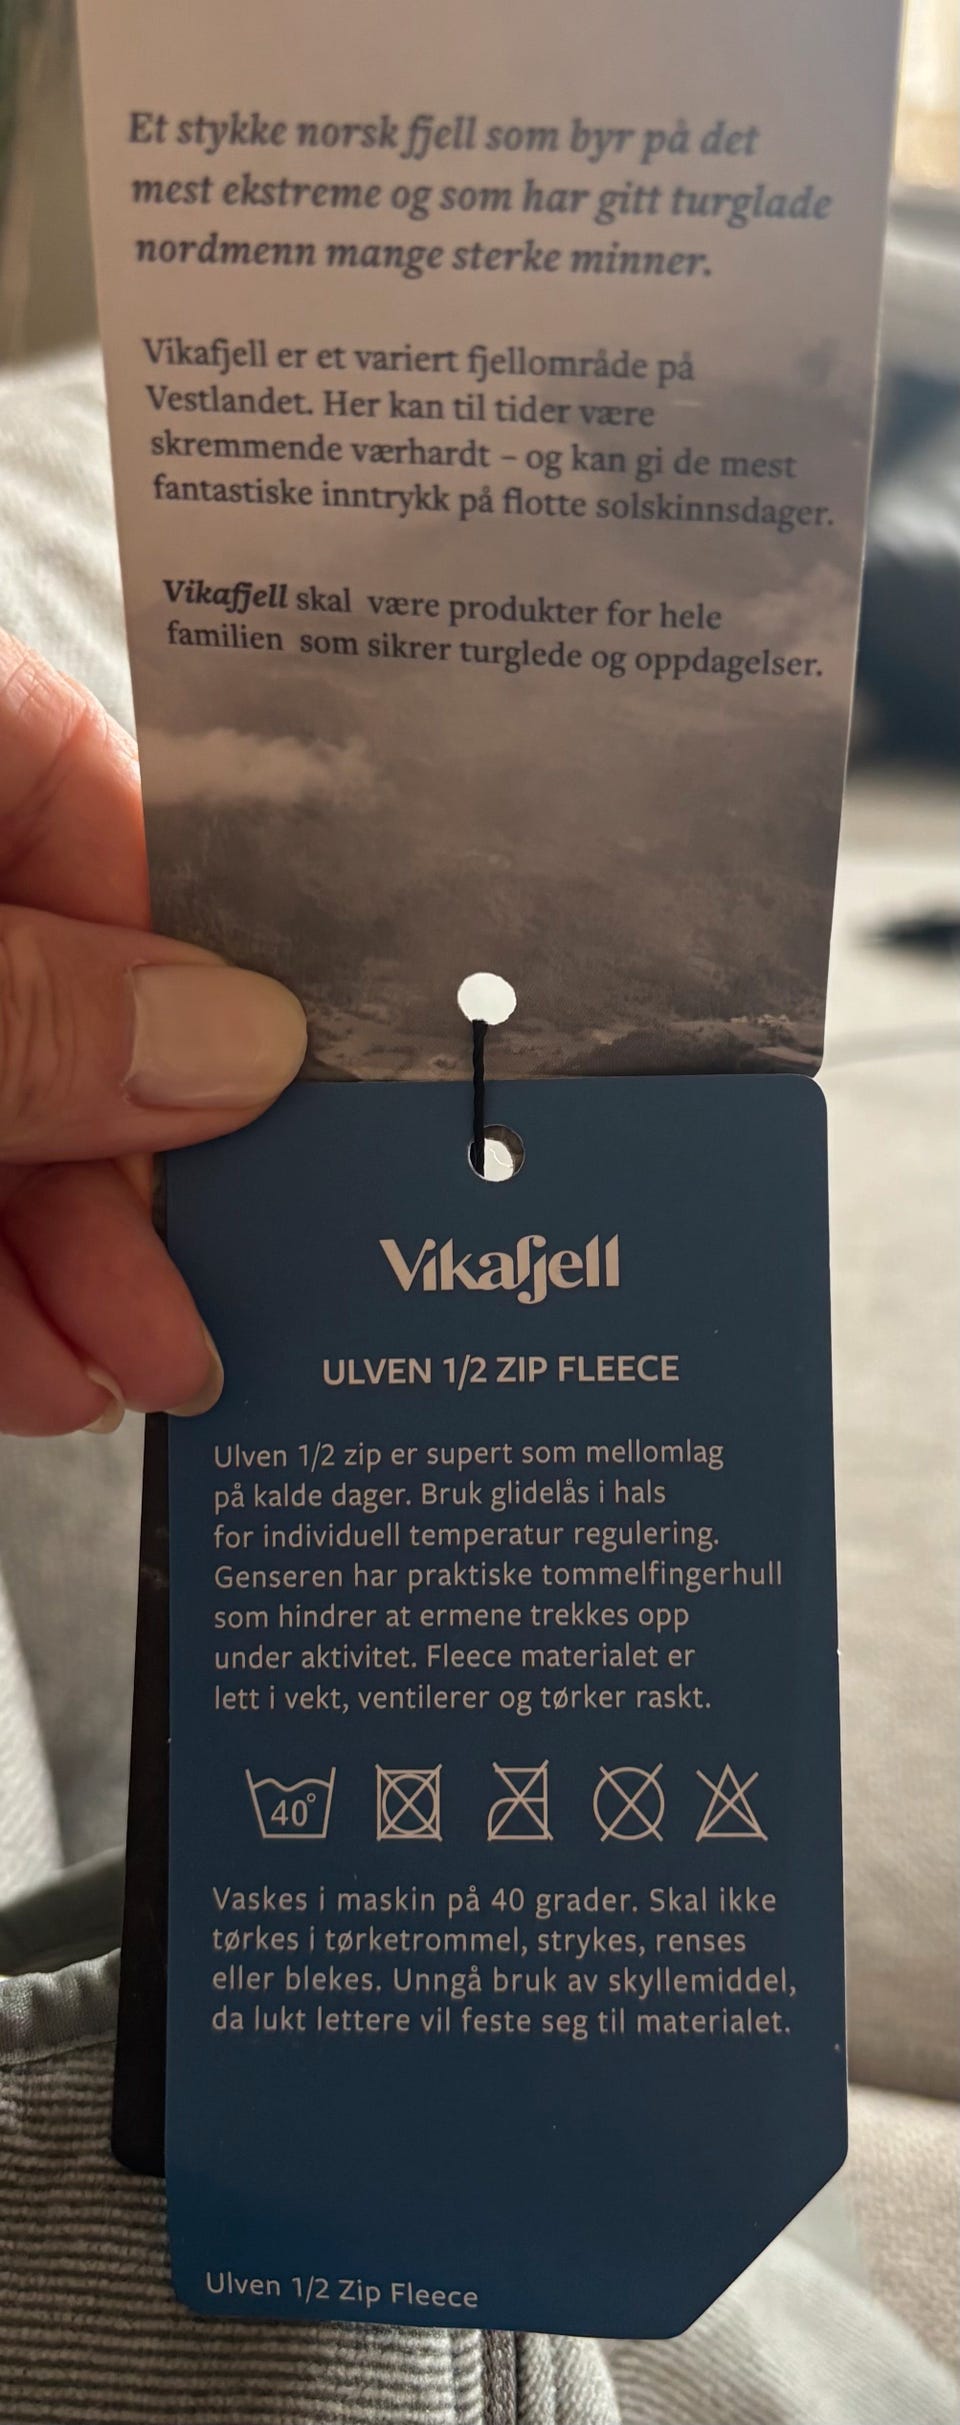 Et stykke norsk fjell som byr på det
mest ekstreme og som har gitt turglade
nordmenn mange sterke minner.
Vikafjell er et variert fjellområde på
Vestlandet. Her kan til tider være
skremmende værhardt – og kan gi de mest
fantastiske inntrykk på flotte solskinnsdager.
Vikafjell skal være produkter for hele
familien som sikrer turglede og oppdagelser.
Vikafjell
ULVEN 1/2 ZIP FLEECE
Ulven 1/2 zip er supert som mellomlag
på kalde dager. Bruk glidelås i hals
for individuell temperatur regulering.
Genseren har praktiske tommelfingerhull
som hindrer at ermene trekkes opp
under aktivitet. Fleece materialet er
lett i vekt, ventilerer og tørker raskt.
40°
Vaskes i maskin på 40 grader. Skal ikke
tørkes i tørketrommel, strykes, renses
eller blekes. Unngå bruk av skyllemiddel,
da lukt lettere vil feste seg til materialet.
Ulven 1/2 Zip Fleece